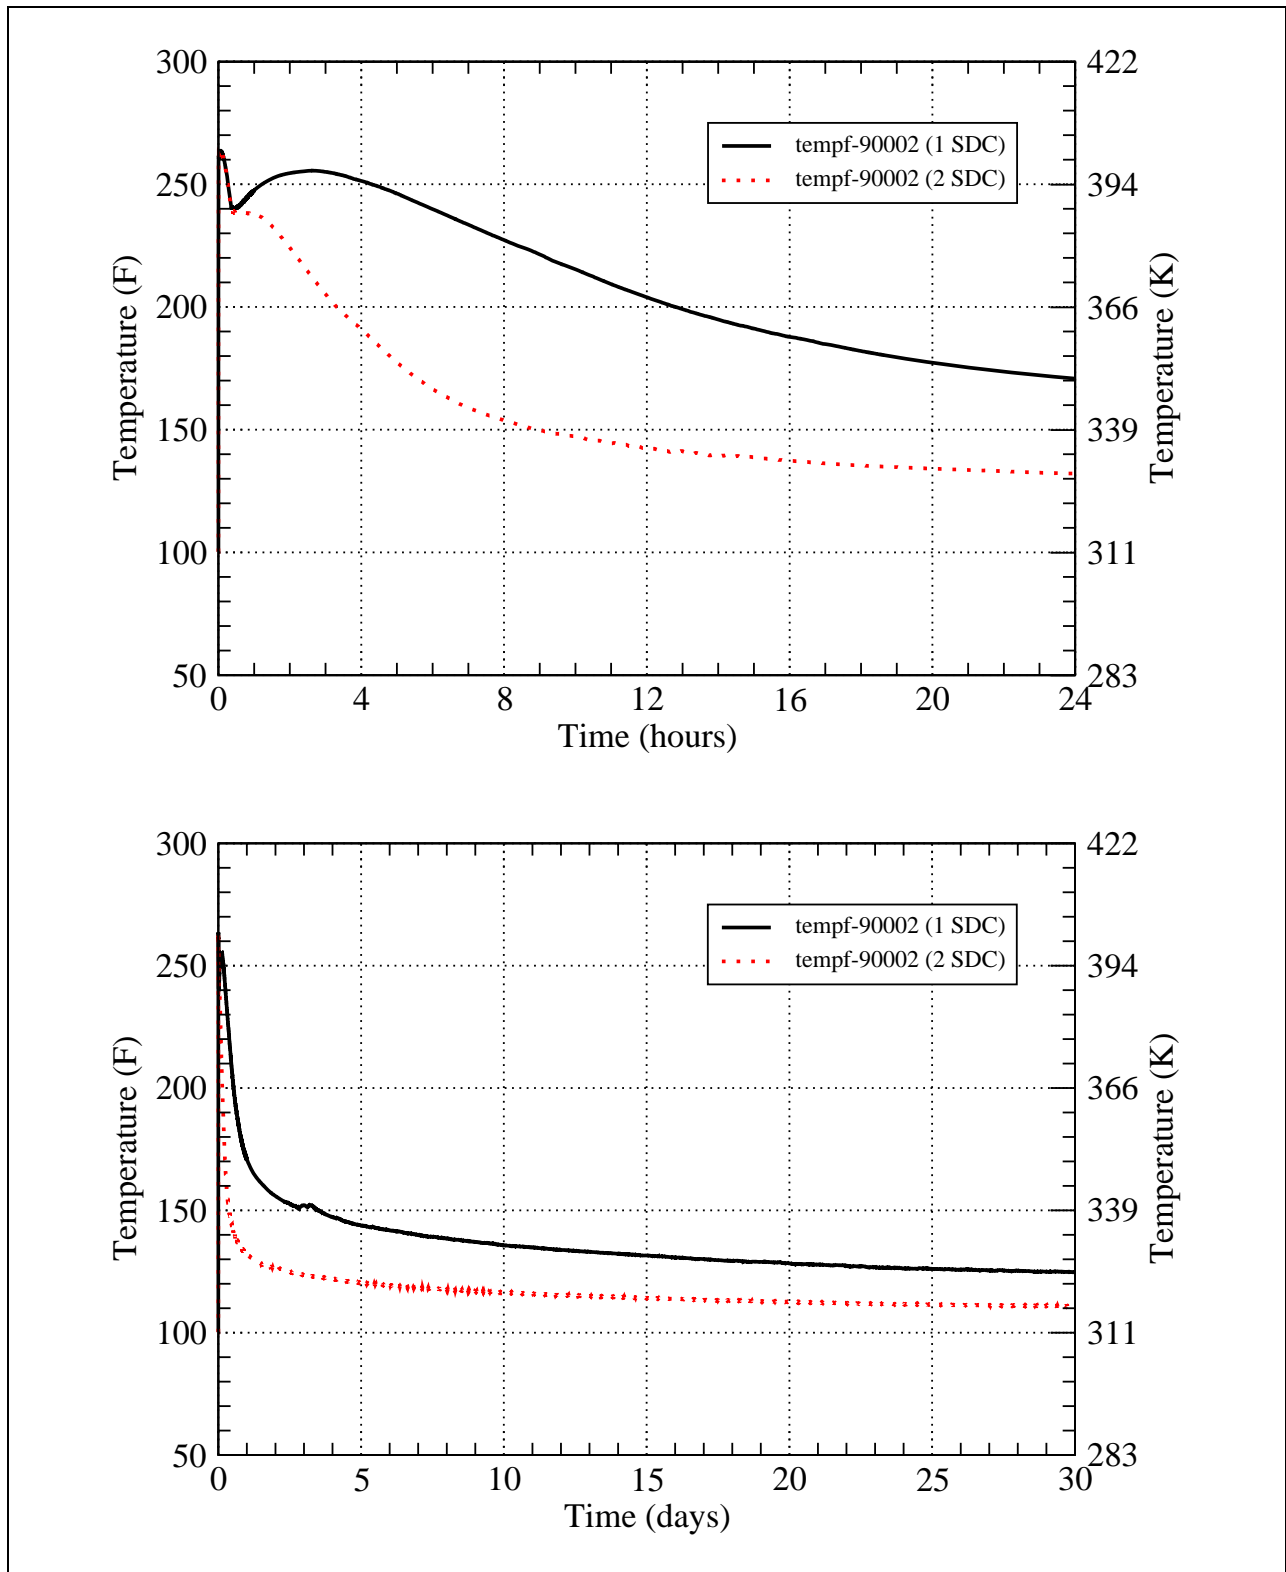 300
250
200
150
100
50
Temperature (F)
422
394
366
339
311
283
Temperature (K)
tempf-90002 (1 SDC)
tempf-90002 (2 SDC)
0 4 8 12 16 20 24
Time (hours)
300
250
200
150
100
50
Temperature (F)
422
394
366
339
311
283
Temperature (K)
tempf-90002 (1 SDC)
tempf-90002 (2 SDC)
0 5 10 15 20 25 30
Time (days)